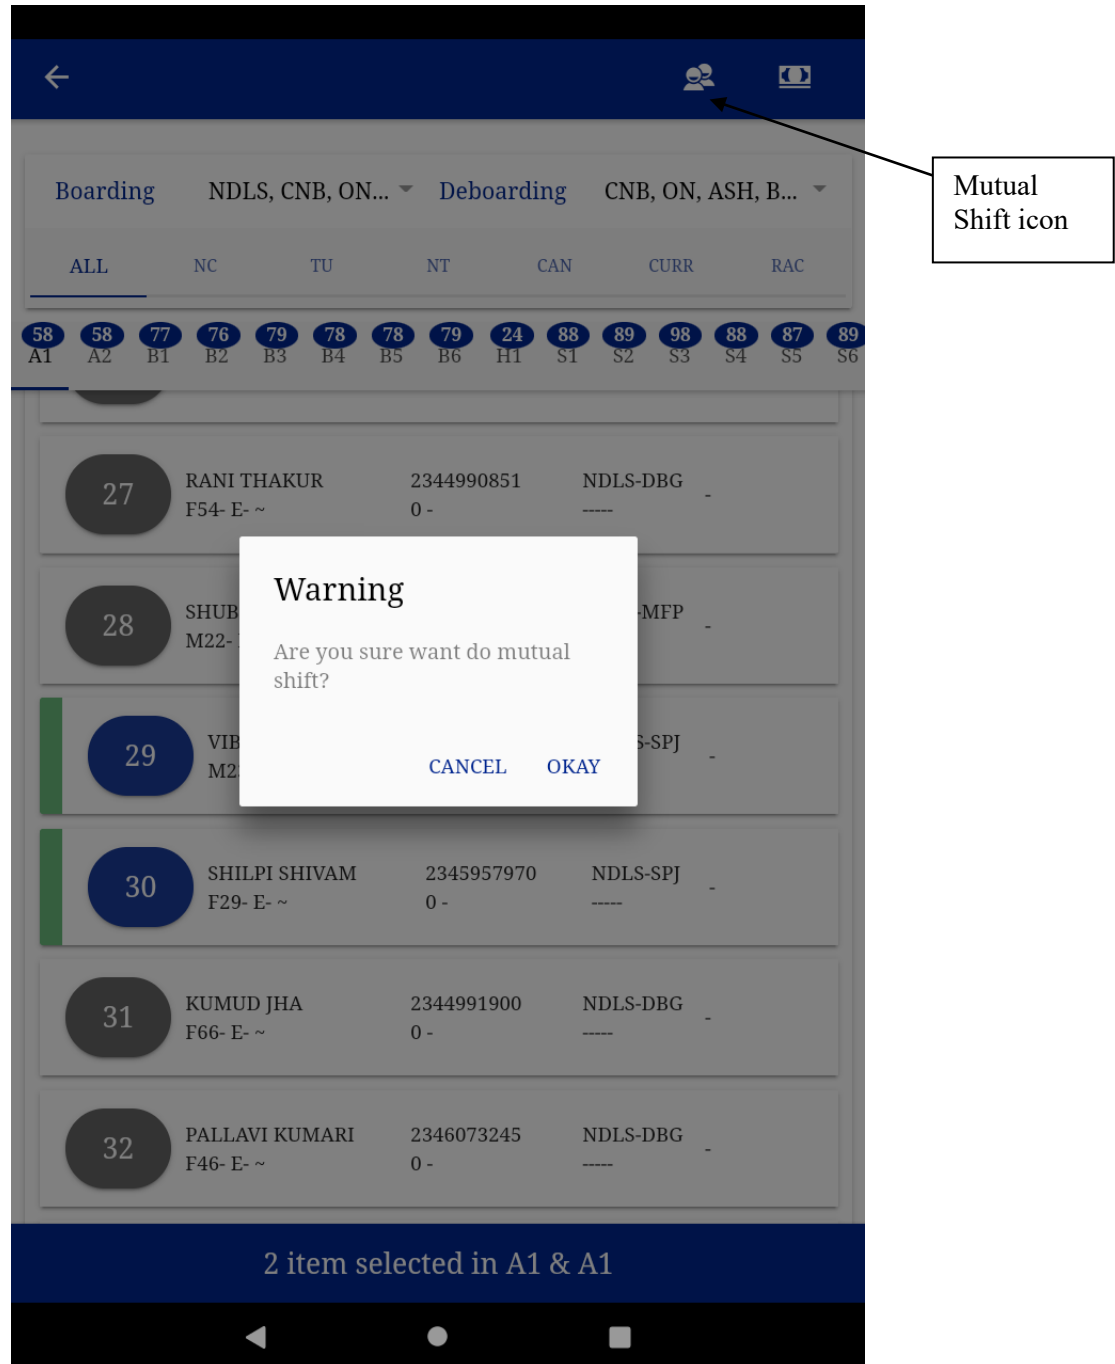 Mutual
Shift icon
Boarding NDLS, CNB, ON... Deboarding CNB, ON, ASH, B...
ALL NC TU NT CAN CURR RAC
58 58 77 76 79 78 78 79 24 88 89 98 88 87 89
A1 A2 B1 B2 B3 B4 B5 B6 H1 S1 S2 S3 S4 S5 S6
27 RANI THAKUR 2344990851 NDLS-DBG -
F54- E- ~ 0 - -----
Warning
Are you sure want do mutual
shift?
CANCEL OKAY
28 SHUB -MFP -
M22-
29 VIB S-SPJ -
M2
30 SHILPI SHIVAM 2345957970 NDLS-SPJ -
F29- E- ~ 0 - -----
31 KUMUD JHA 2344991900 NDLS-DBG -
F66- E- ~ 0 - -----
32 PALLAVI KUMARI 2346073245 NDLS-DBG -
F46- E- ~ 0 - -----
2 item selected in A1 & A1